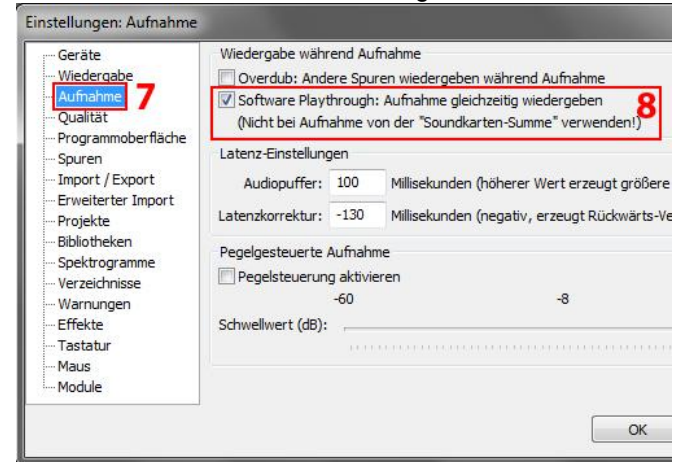 Einstellungen: Aufnahme
Geräte
Wiedergabe
Aufnahme 7
Qualität
Programmoberfläche
Spuren
Import / Export
Erweiterter Import
Projekte
Bibliotheken
Spektrogramme
Verzeichnisse
Warnungen
Effekte
Tastatur
Maus
Module
Wiedergabe während Aufnahme
Overdub: Andere Spuren wiedergeben während Aufnahme
Software Playthrough: Aufnahme gleichzeitig wiedergeben 8
(Nicht bei Aufnahme von der "Soundkarten-Summe" verwenden!)
Latenz-Einstellungen
Audiopuffer: 100 Millisekunden (höherer Wert erzeugt größere
Latenzkorrektur: -130 Millisekunden (negativ, erzeugt Rückwärts-Ve
Pegelgesteuerte Aufnahme
Pegelsteuerung aktivieren
-60 -8
Schwellwert (dB):
OK